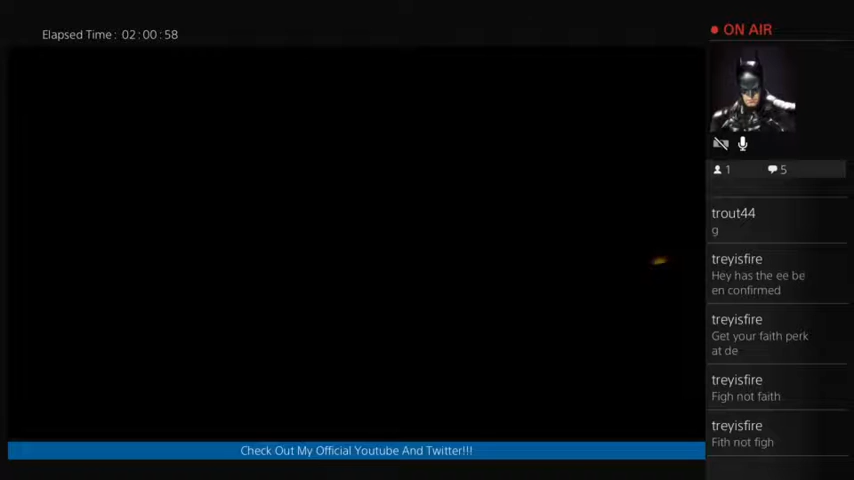 Elapsed Time: 02:00:58
ON AIR
1
5
trout44
g
treyisfire
Hey has the ee be
en confirmed
treyisfire
Get your faith perk
at de
treyisfire
Figh not faith
treyisfire
Fith not figh
Check Out My Official Youtube And Twitter!!!